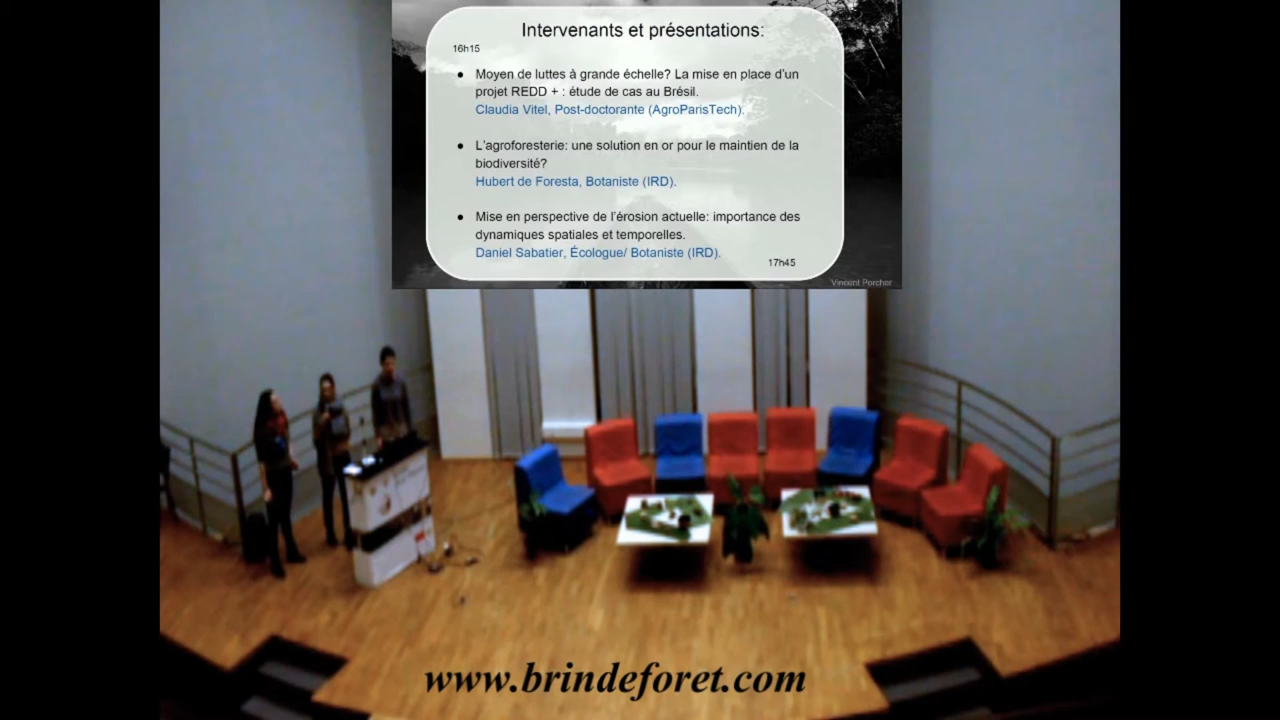 Intervenants et présentations:
16h15
● Moyen de luttes à grande échelle? La mise en place d'un
projet REDD + : étude de cas au Brésil.
Claudia Vitel, Post-doctorante (AgroParisTech).
● L'agroforesterie: une solution en or pour le maintien de la
biodiversité?
Hubert de Foresta, Botaniste (IRD).
● Mise en perspective de l'érosion actuelle: importance des
dynamiques spatiales et temporelles.
Daniel Sabatier, Écologue/ Botaniste (IRD).
17h45
Vincent Porcher
www.brindeforet.com